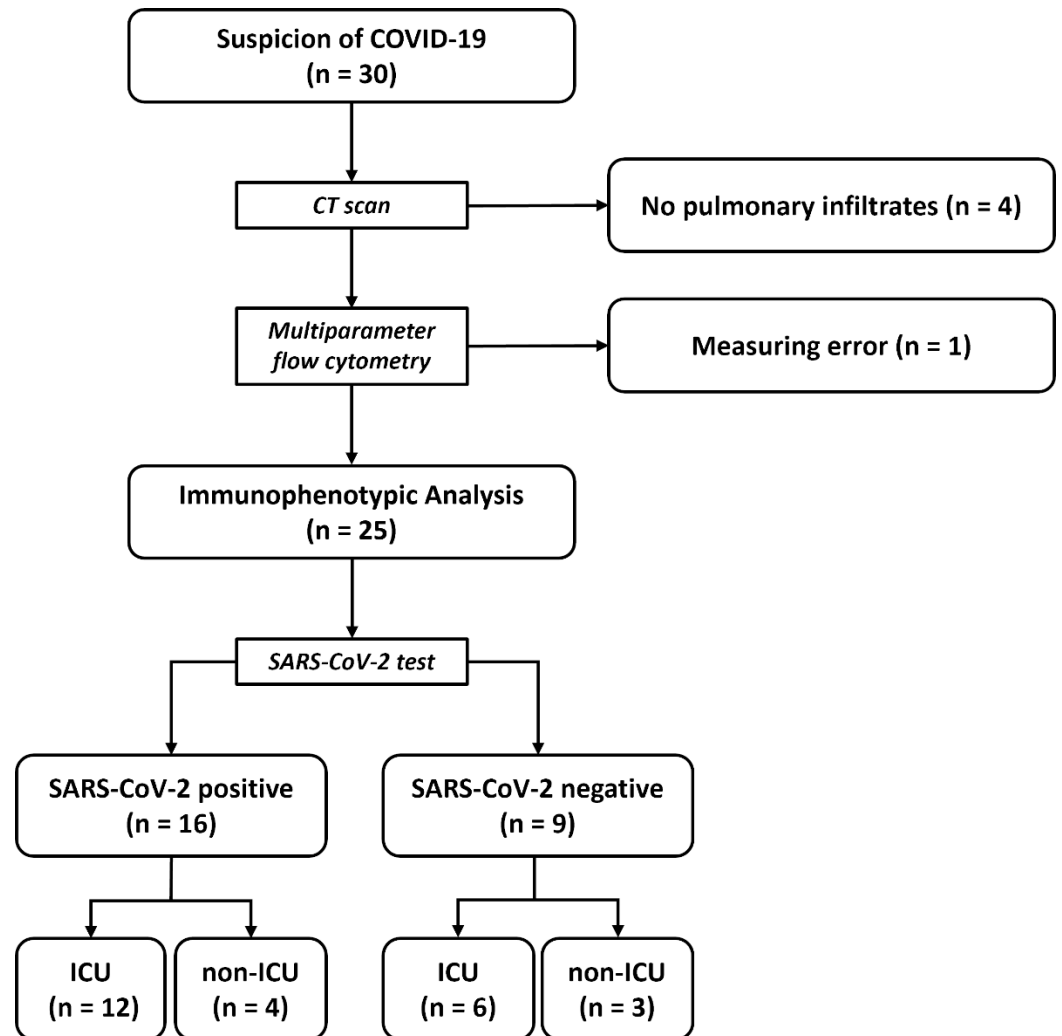 Suspicion of COVID-19
(n = 30)
CT scan
No pulmonary infiltrates (n = 4)
Multiparameter
flow cytometry
Measuring error (n = 1)
Immunophenotypic Analysis
(n = 25)
SARS-CoV-2 test
SARS-CoV-2 positive
(n = 16)
SARS-CoV-2 negative
(n = 9)
ICU
(n = 12)
non-ICU
(n = 4)
ICU
(n = 6)
non-ICU
(n = 3)